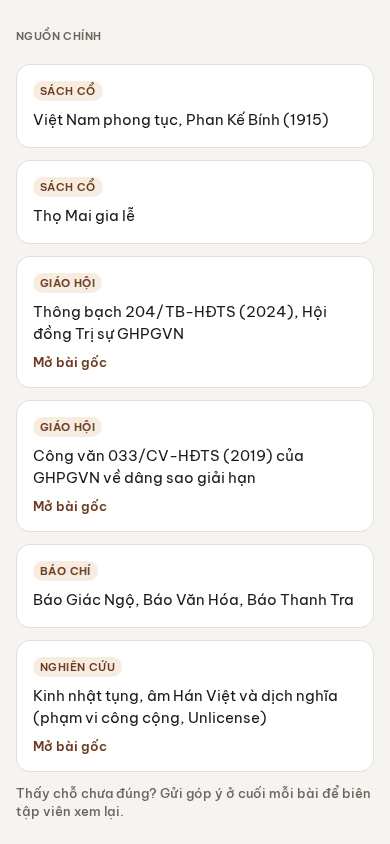 NGUỒN CHÍNH
SÁCH CỔ
Việt Nam phong tục, Phan Kế Bính (1915)
SÁCH CỔ
Thọ Mai gia lễ
GIÁO HỘI
Thông bạch 204/TB-HĐTS (2024), Hội
đồng Trị sự GHPGVN
Mở bài gốc
GIÁO HỘI
Công văn 033/CV-HĐTS (2019) của
GHPGVN về dâng sao giải hạn
Mở bài gốc
BÁO CHÍ
Báo Giác Ngộ, Báo Văn Hóa, Báo Thanh Tra
NGHIÊN CỨU
Kinh nhật tụng, âm Hán Việt và dịch nghĩa
(phạm vi công cộng, Unlicense)
Mở bài gốc
Thấy chỗ chưa đúng? Gửi góp ý ở cuối mỗi bài để biên
tập viên xem lại.